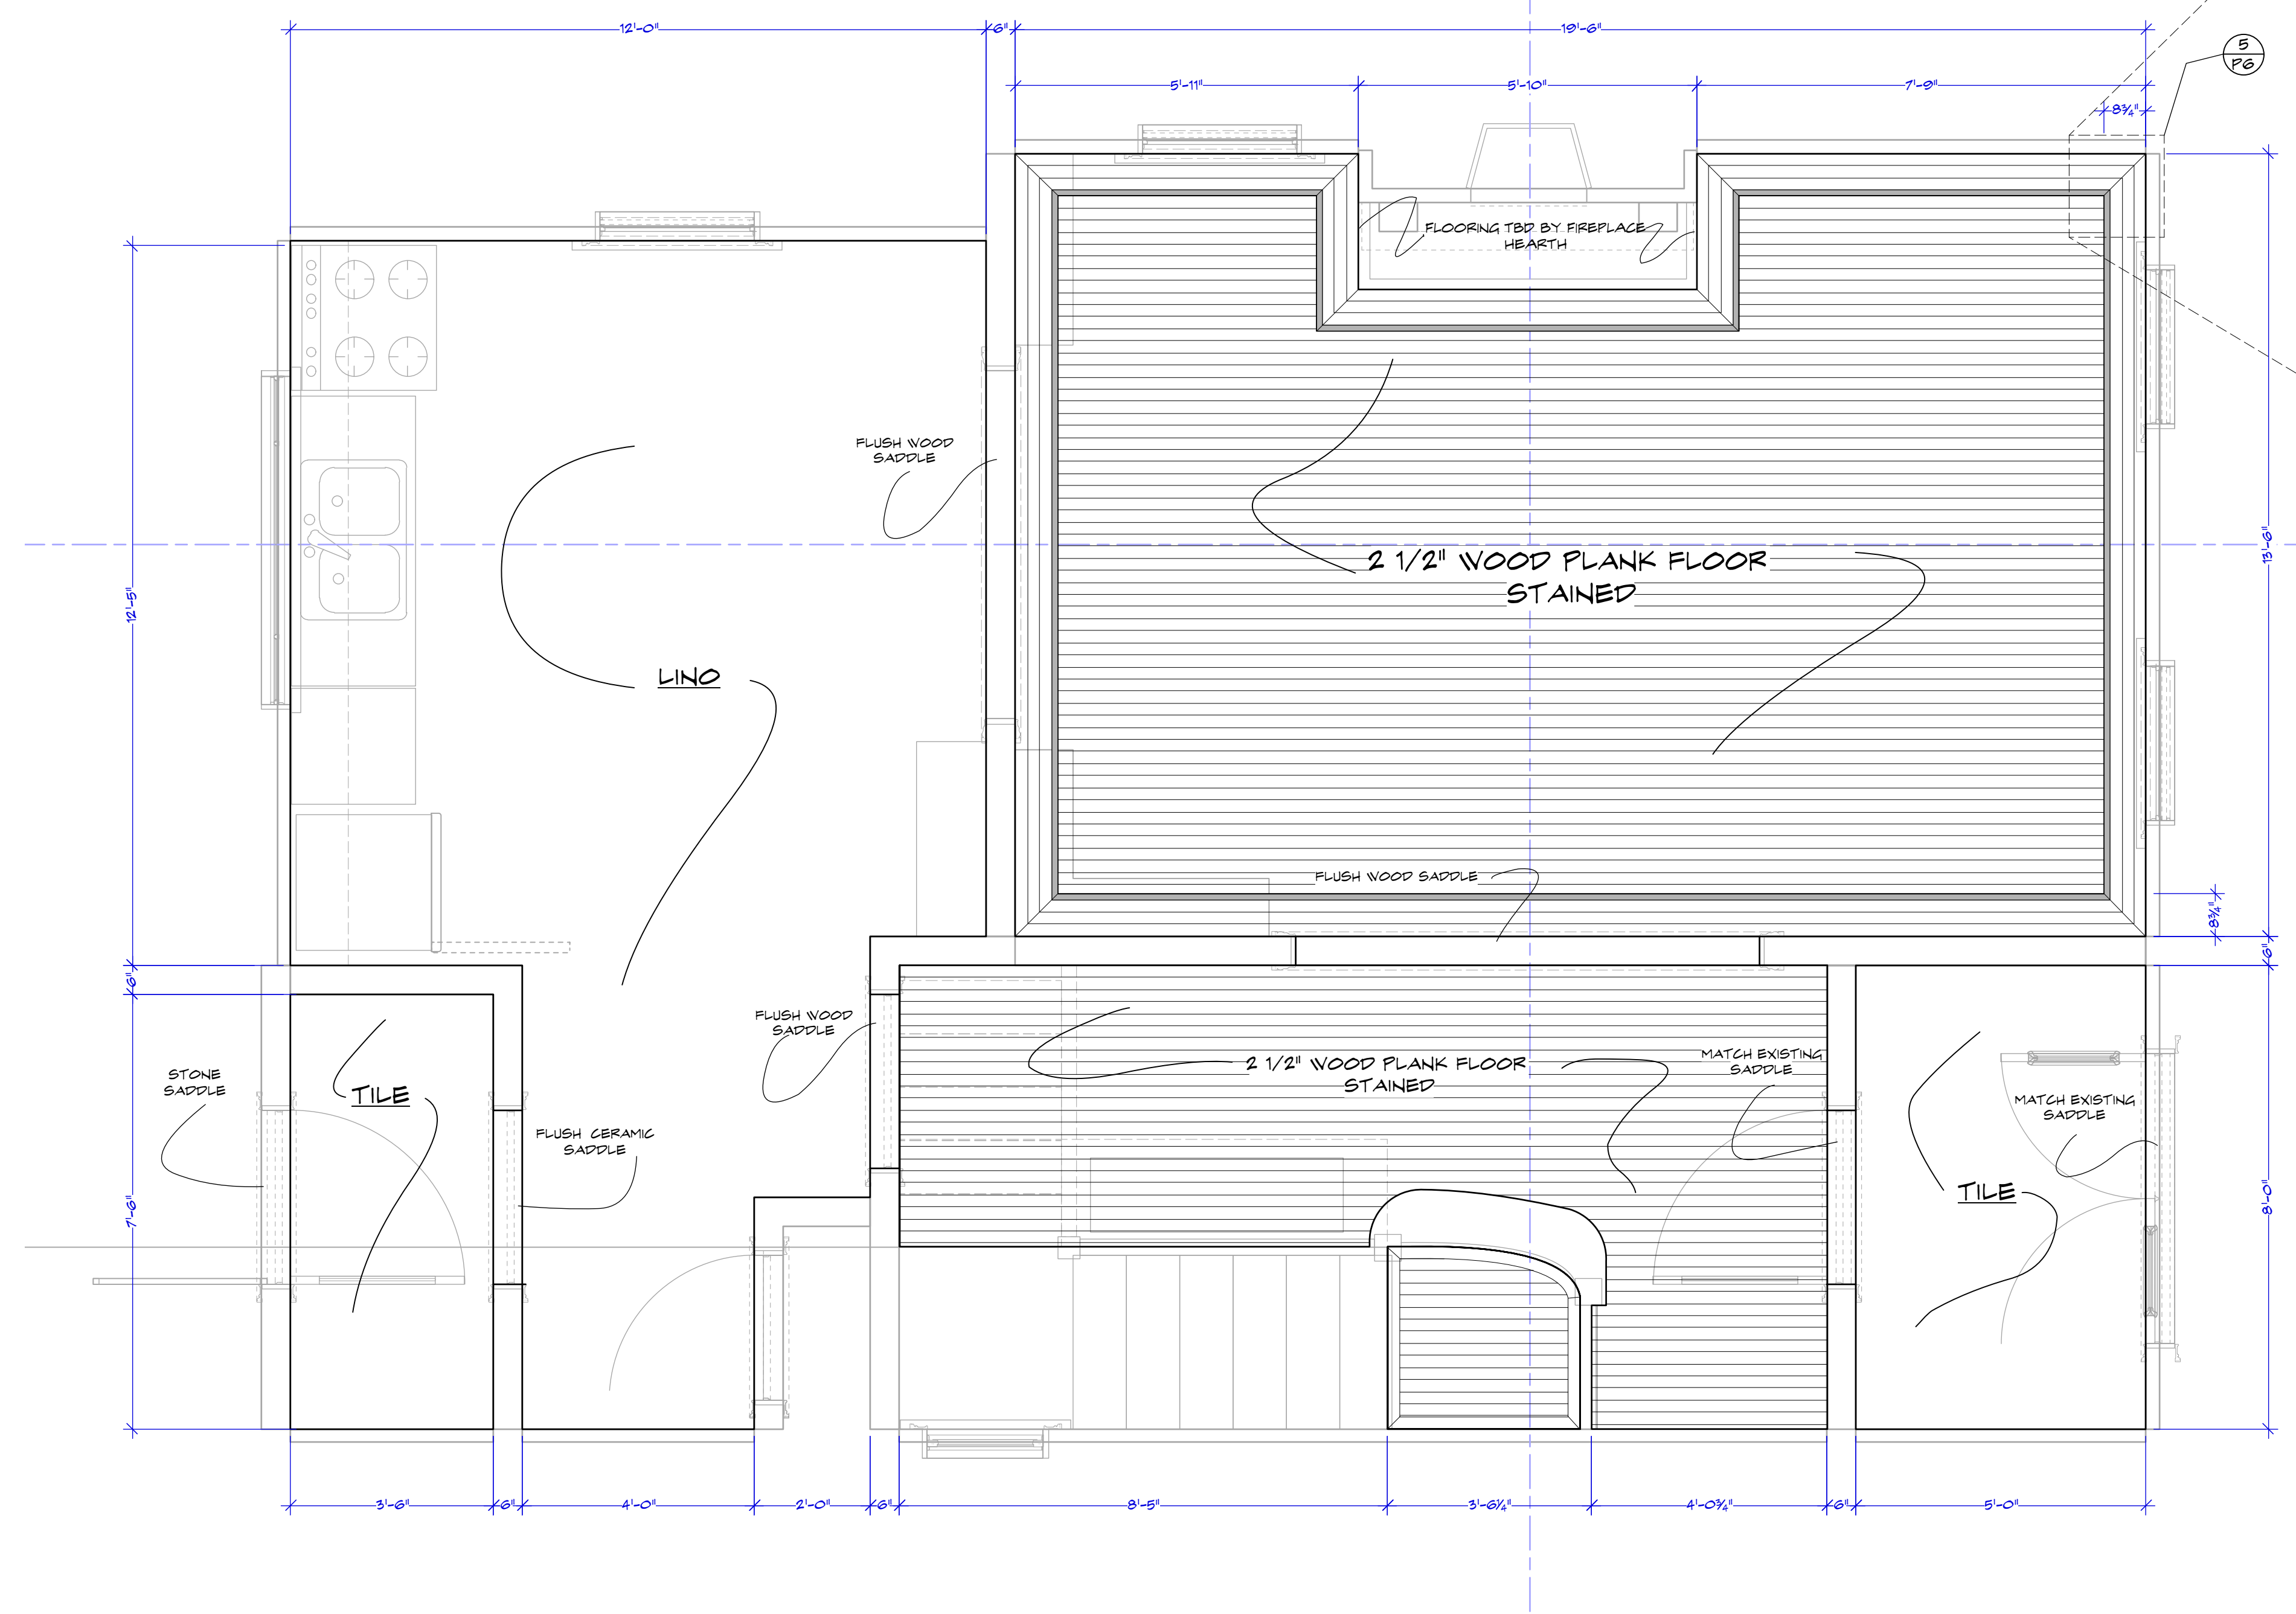 12'-0"
6"
19'-6"
5
P6
5'-11"
5'-10"
7'-9"
8¾"
FLOORING TBD BY FIREPLACE
HEARTH
FLUSH WOOD
SADDLE
2 1/2" WOOD PLANK FLOOR
STAINED
13'-6"
12'-5"
LINO
FLUSH WOOD SADDLE
8¾"
6"
6"
FLUSH WOOD
SADDLE
2 1/2" WOOD PLANK FLOOR
STAINED
MATCH EXISTING
SADDLE
STONE
SADDLE
TILE
MATCH EXISTING
SADDLE
FLUSH CERAMIC
SADDLE
TILE
7'-6"
8'-0"
3'-6"
6"
4'-0"
2'-0"
6"
8'-5"
3'-6¼"
4'-0¾"
6"
5'-0"